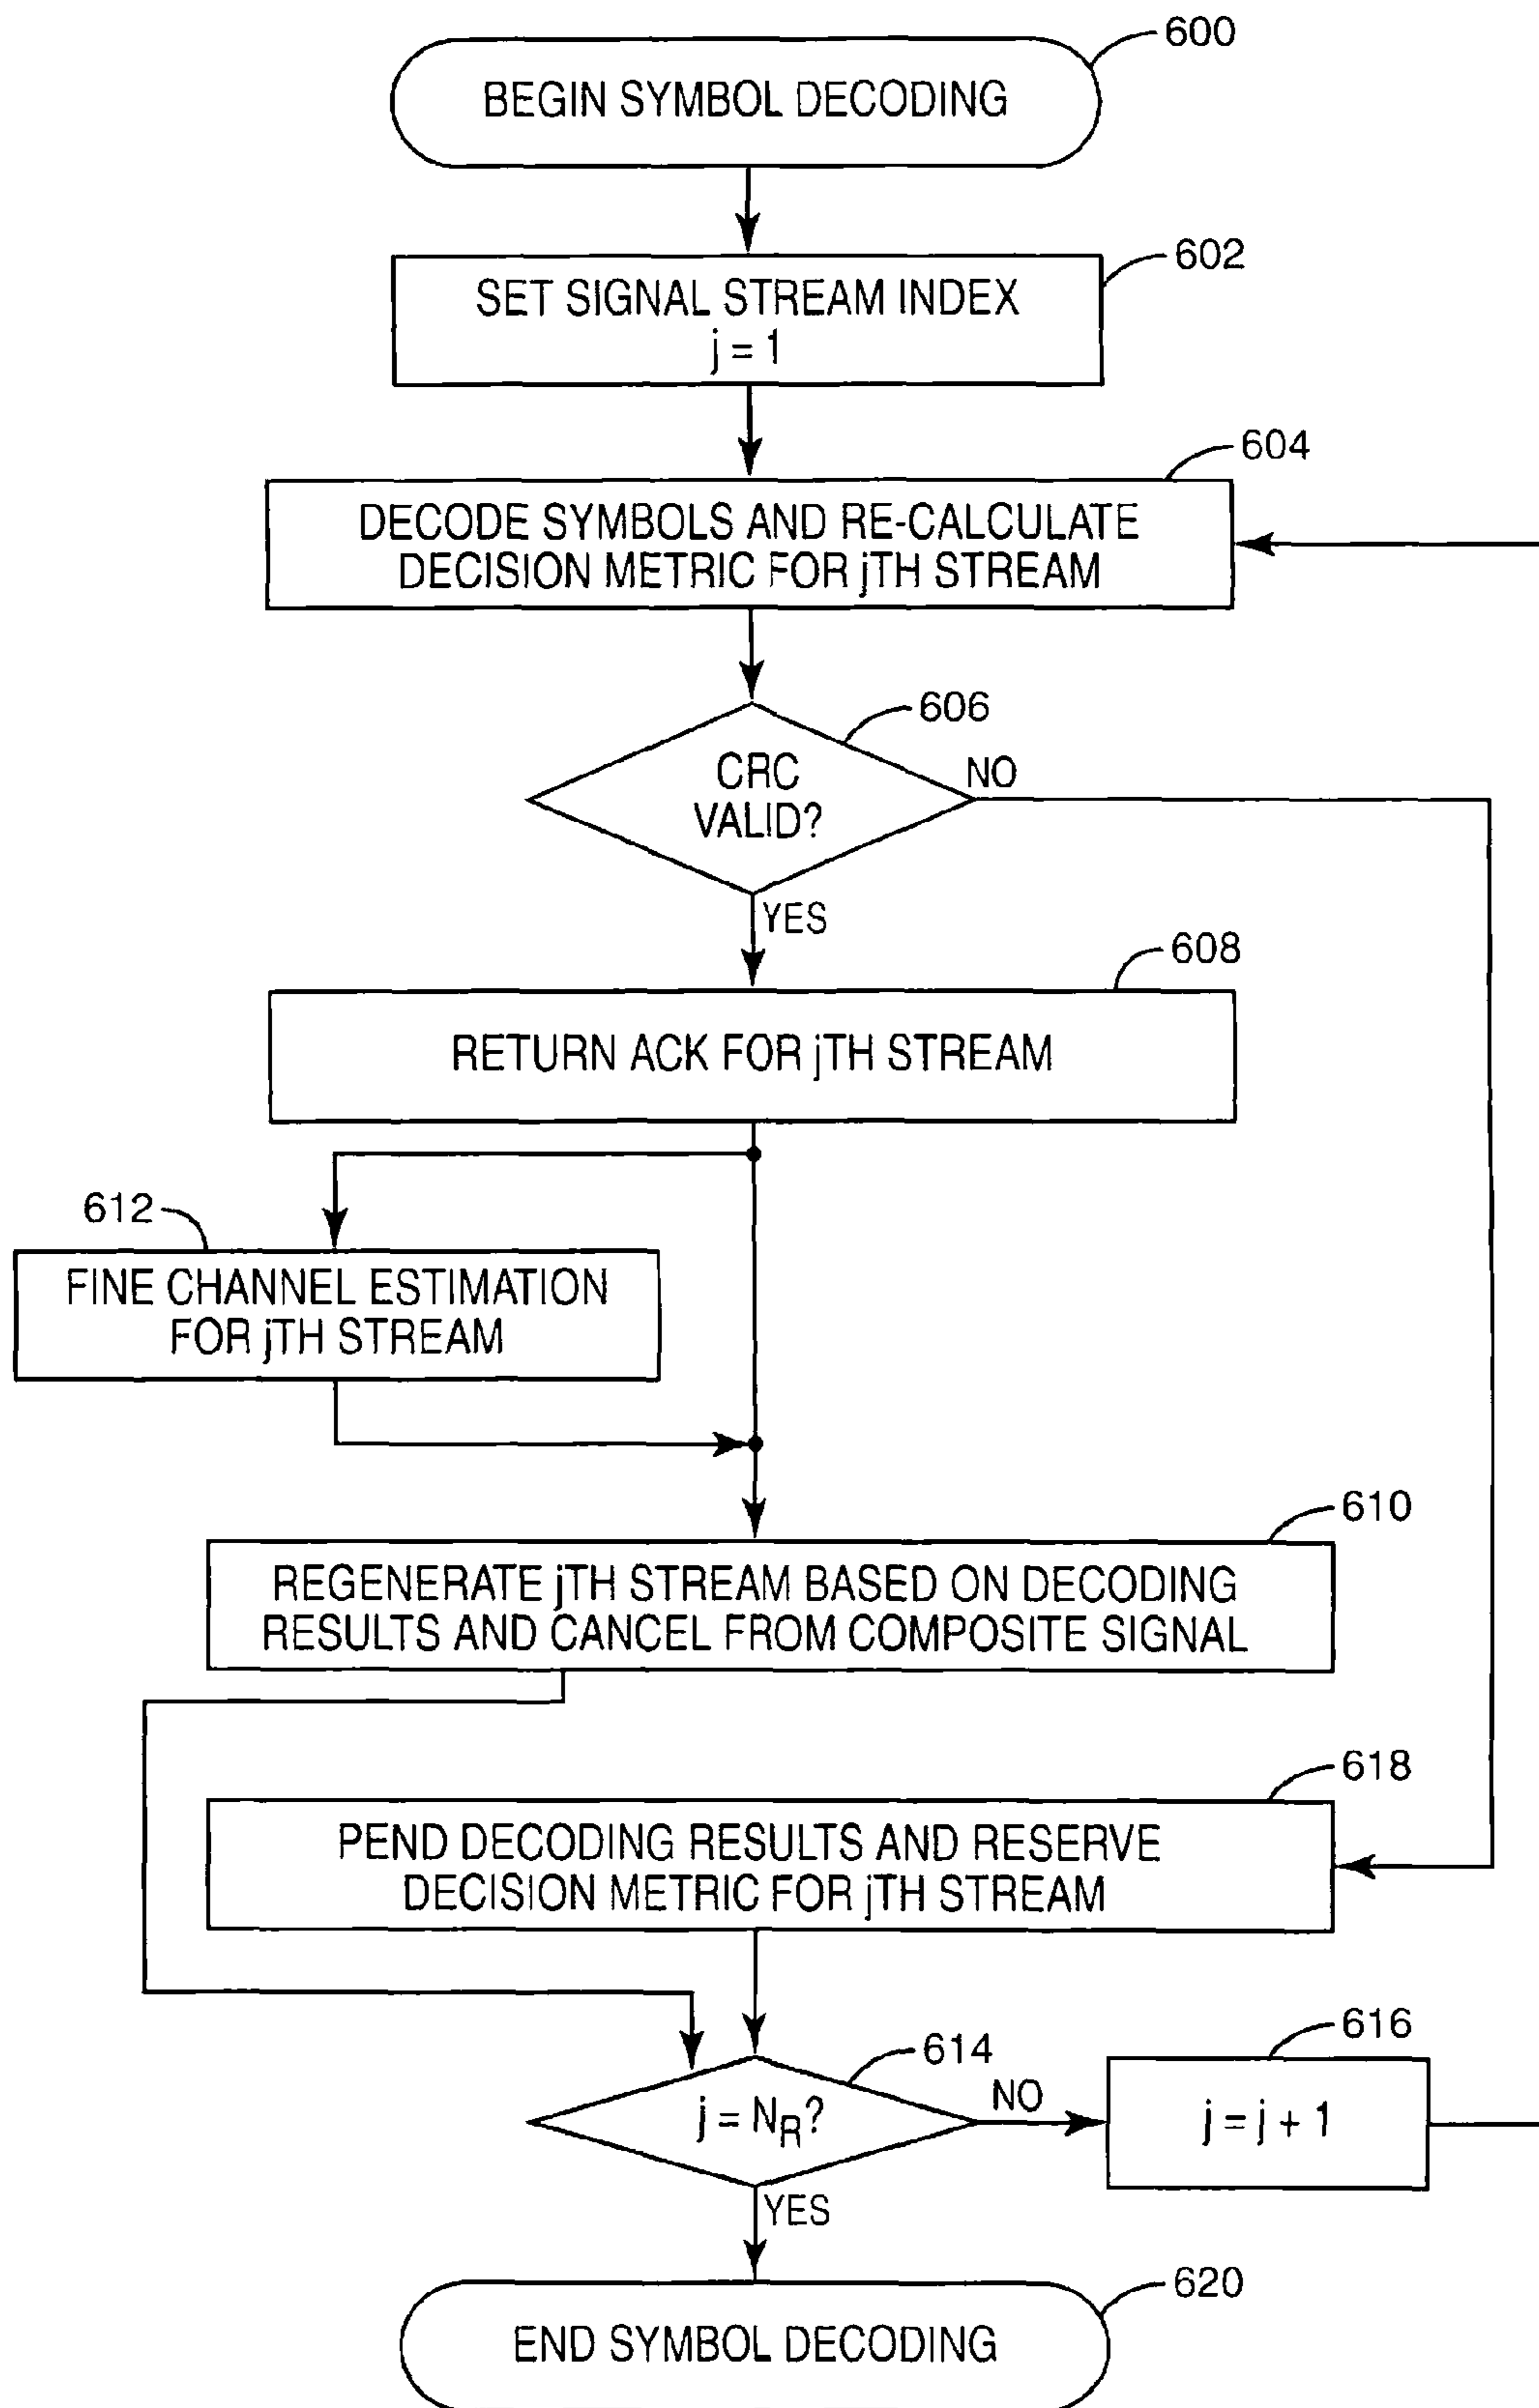 600
BEGIN SYMBOL DECODING
602
SET SIGNAL STREAM INDEX
j = 1
604
DECODE SYMBOLS AND RE-CALCULATE
DECISION METRIC FOR jTH STREAM
606
CRC
VALID?
NO
YES
608
RETURN ACK FOR jTH STREAM
612
FINE CHANNEL ESTIMATION
FOR jTH STREAM
610
REGENERATE jTH STREAM BASED ON DECODING
RESULTS AND CANCEL FROM COMPOSITE SIGNAL
618
PEND DECODING RESULTS AND RESERVE
DECISION METRIC FOR jTH STREAM
614
j = N_R?
NO
616
j = j + 1
YES
620
END SYMBOL DECODING